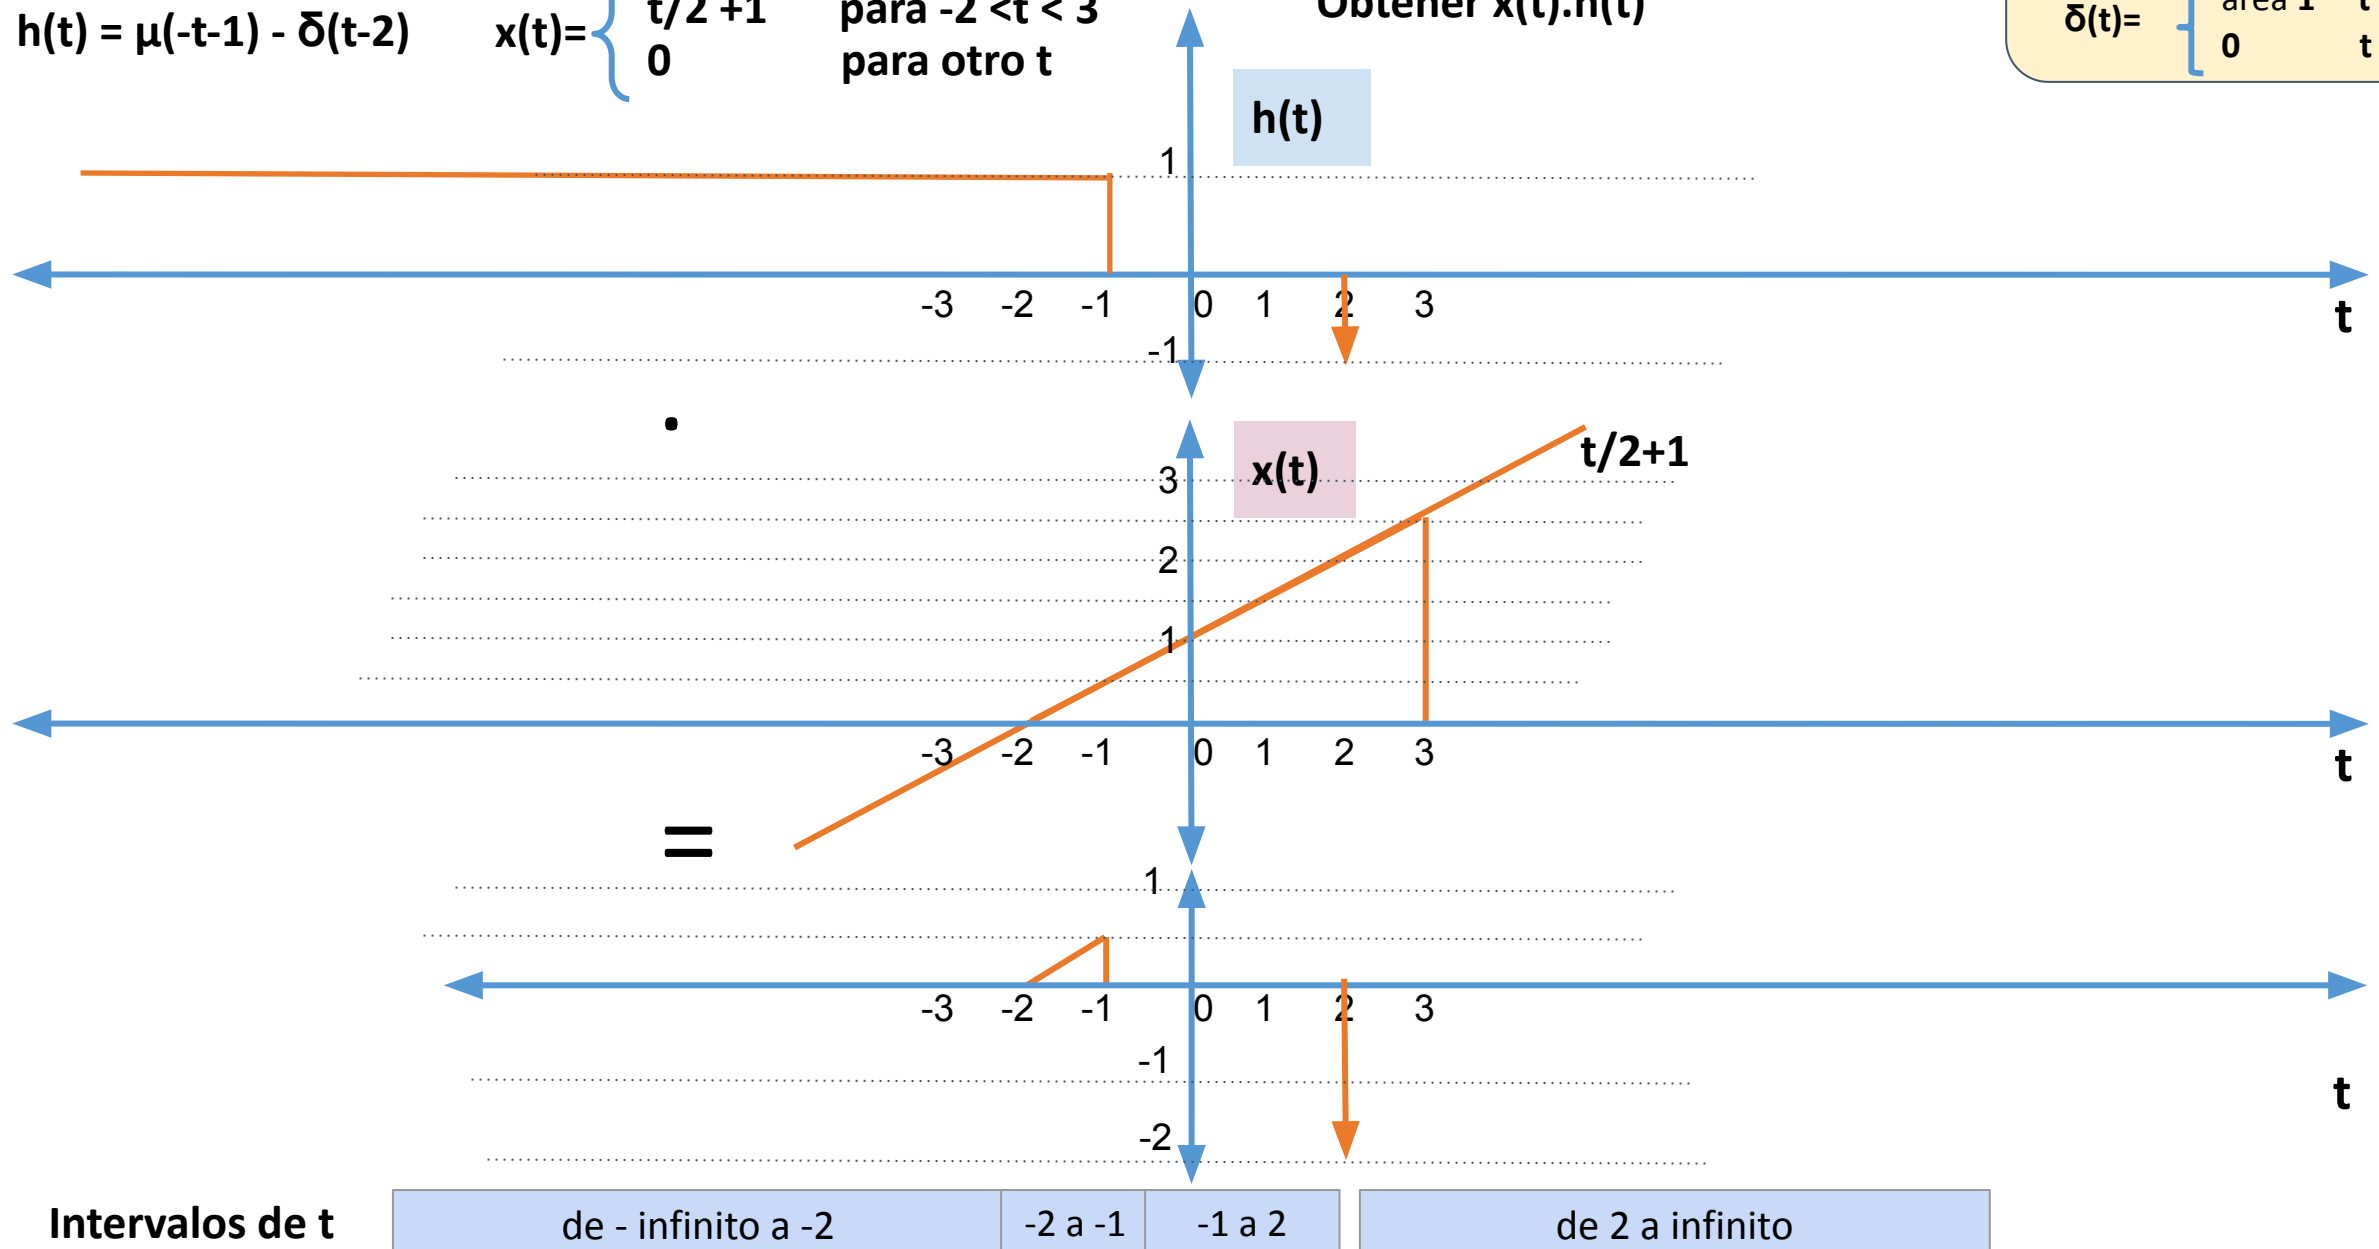 h(t) = µ(-t-1) - δ(t-2)
x(t)=
t/2 +1 para -2 <t < 3
0 para otro t
Obtener x(t).h(t)
δ(t)=
área 1 t
0 t
h(t)
1
-3 -2 -1 0 1 2 3
t
-1
.
x(t)
t/2+1
3
2
1
-3 -2 -1 0 1 2 3
t
=
1
-3 -2 -1 0 1 2 3
-1
t
-2
Intervalos de t
de - infinito a -2
-2 a -1
-1 a 2
de 2 a infinito